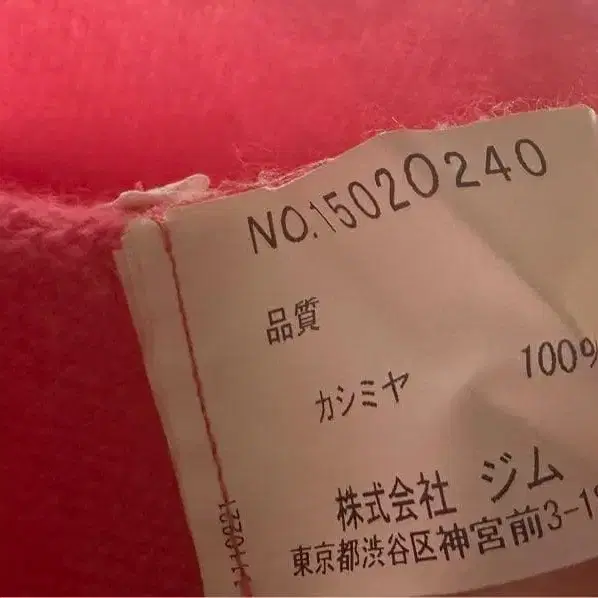 NO.15020240
品質
カシミヤ 100%
株式会社 ジム
東京都渋谷区神宮前3-1